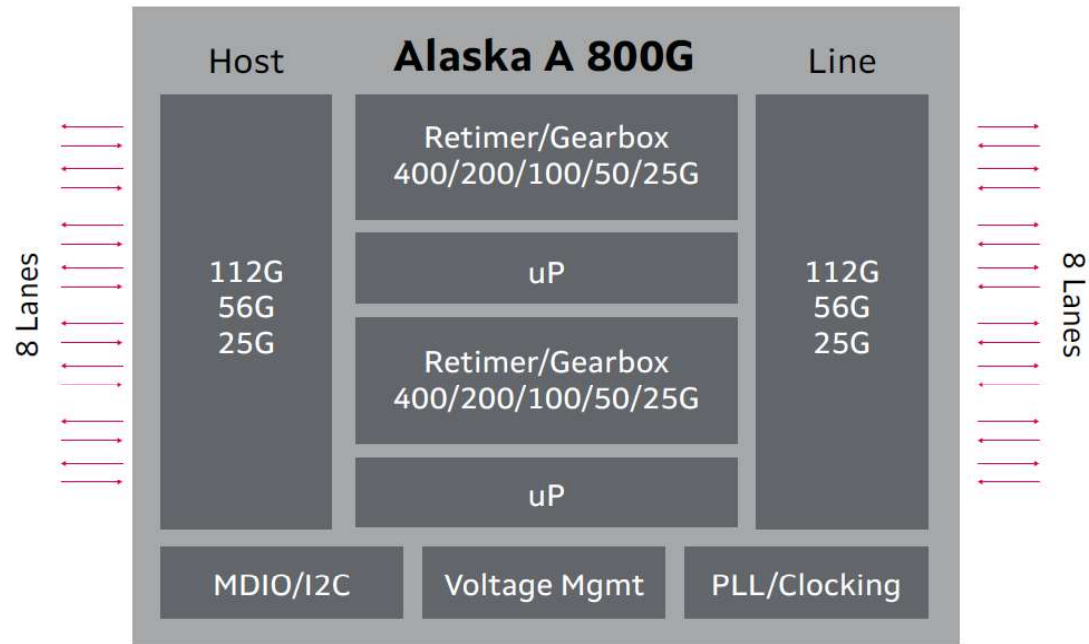 Alaska A 800G
Host
Line
8 Lanes
112G
56G
25G
Retimer/Gearbox
400/200/100/50/25G
uP
Retimer/Gearbox
400/200/100/50/25G
uP
112G
56G
25G
8 Lanes
MDIO/I2C
Voltage Mgmt
PLL/Clocking